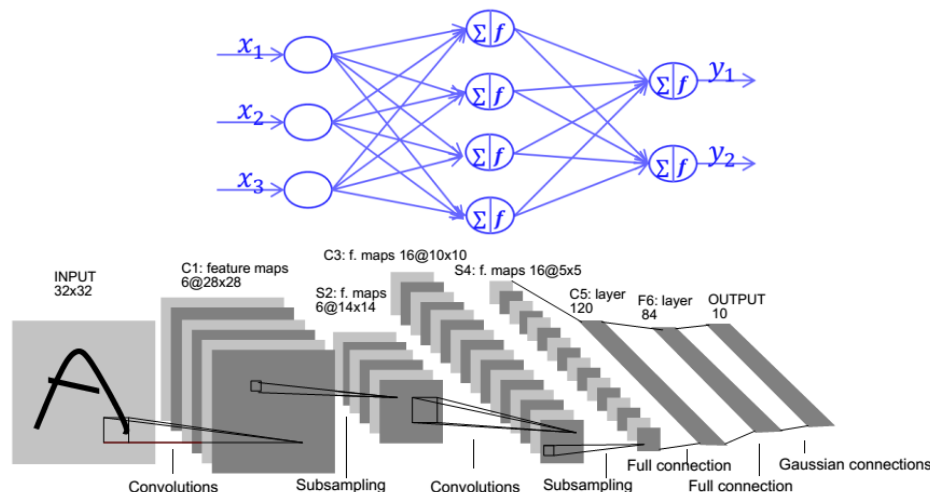 x₁
Σ f
x₂
Σ f
Σ f
y₁
x₃
Σ f
Σ f
y₂
Σ f
INPUT
32x32
C1: feature maps
6@28x28
S2: f. maps
6@14x14
C3: f. maps 16@10x10
S4: f. maps 16@5x5
C5: layer
120
F6: layer
84
OUTPUT
10
Convolutions
Subsampling
Convolutions
Subsampling
Full connection
Full connection
Gaussian connections